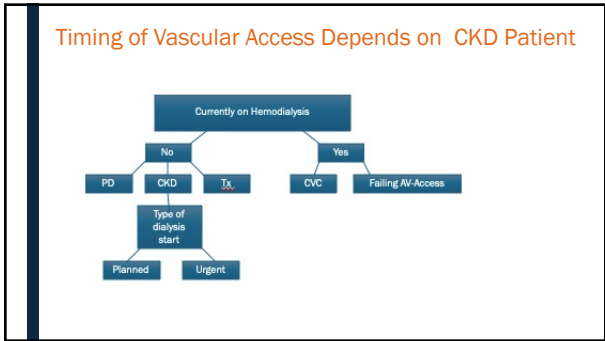 Timing of Vascular Access Depends on CKD Patient
Currently on Hemodialysis
No
Yes
PD
CKD
Tx
CVC
Failing AV-Access
Type of
dialysis
start
Planned
Urgent